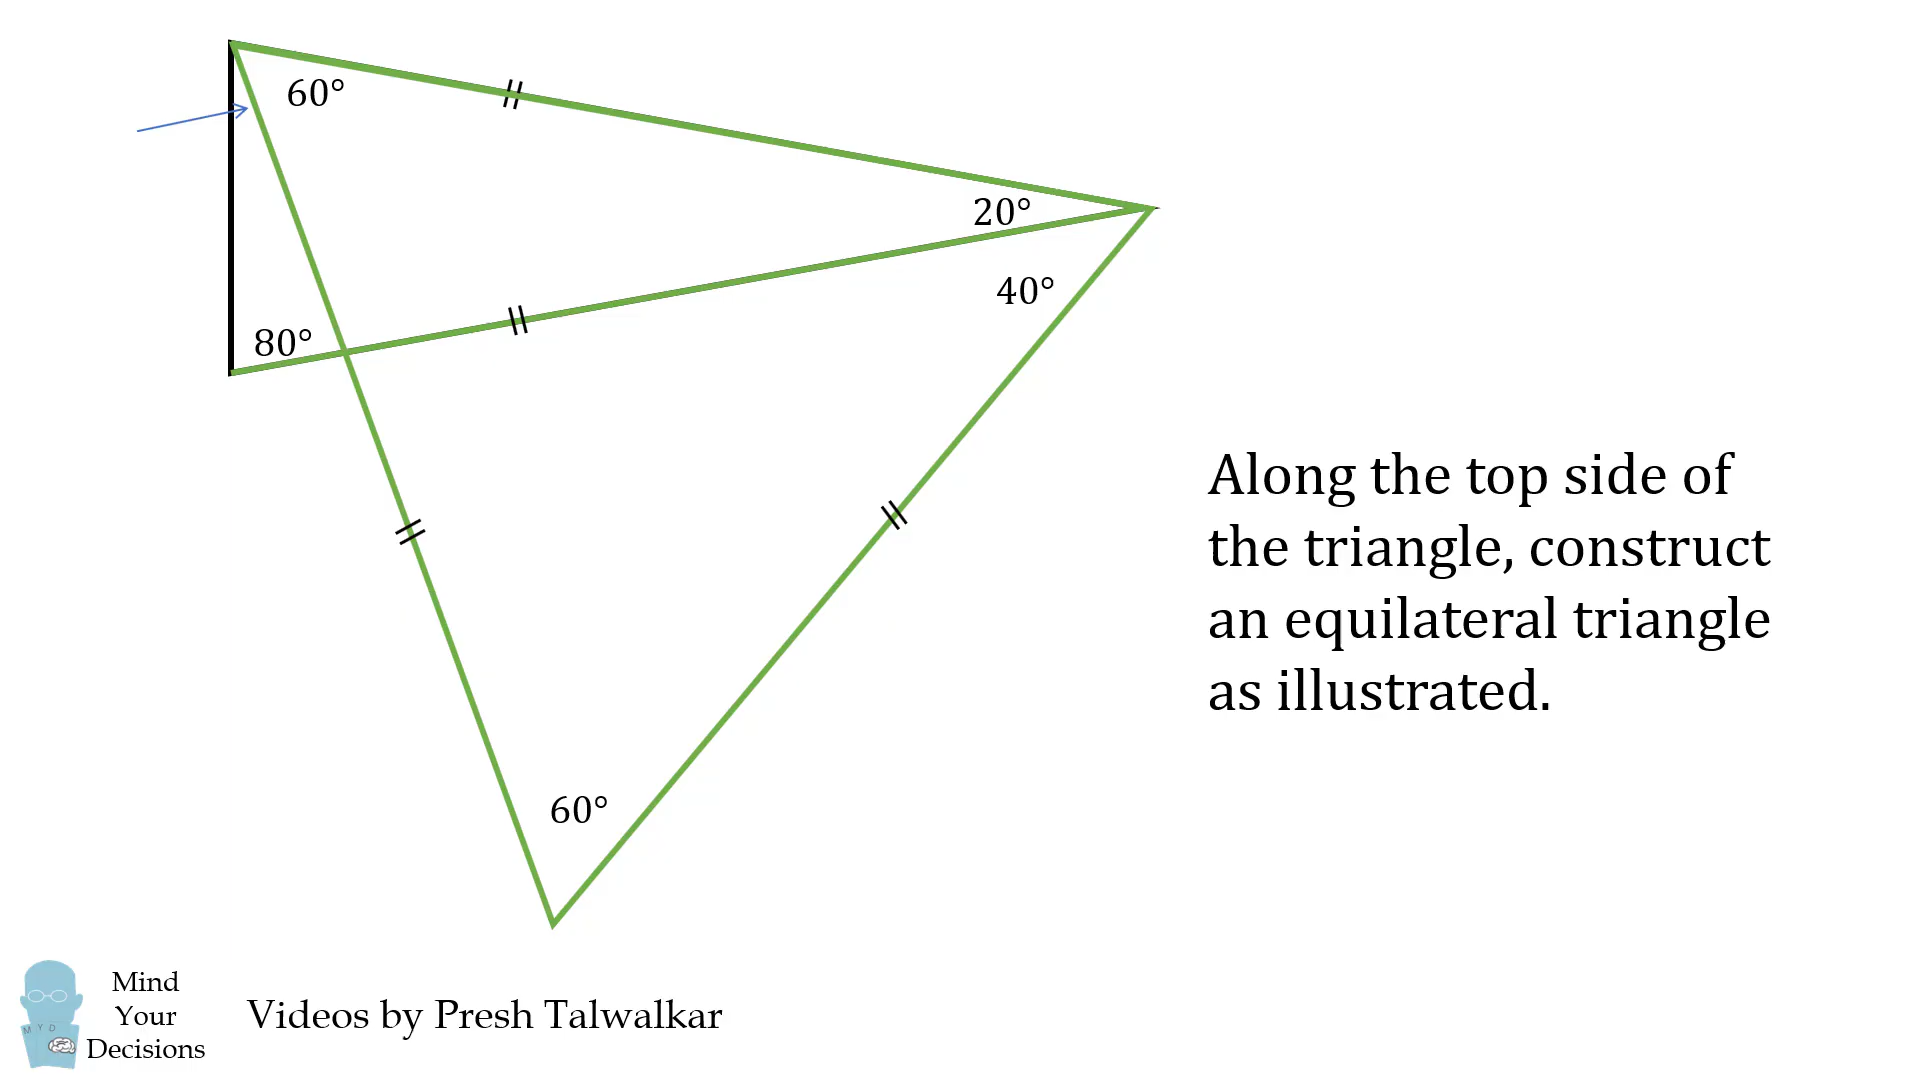 60°
20°
40°
80°
Along the top side of
the triangle, construct
an equilateral triangle
as illustrated.
60°
Mind
Your
Decisions
M Y D
Videos by Presh Talwalkar